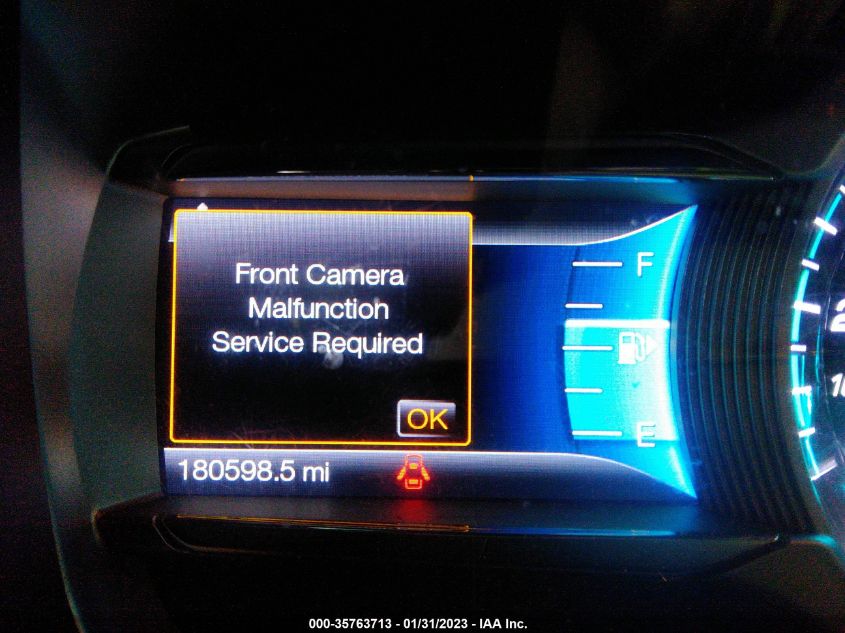 Front Camera
Malfunction
Service Required
OK
F
E
180598.5 mi
000-35763713 - 01/31/2023 - IAA Inc.